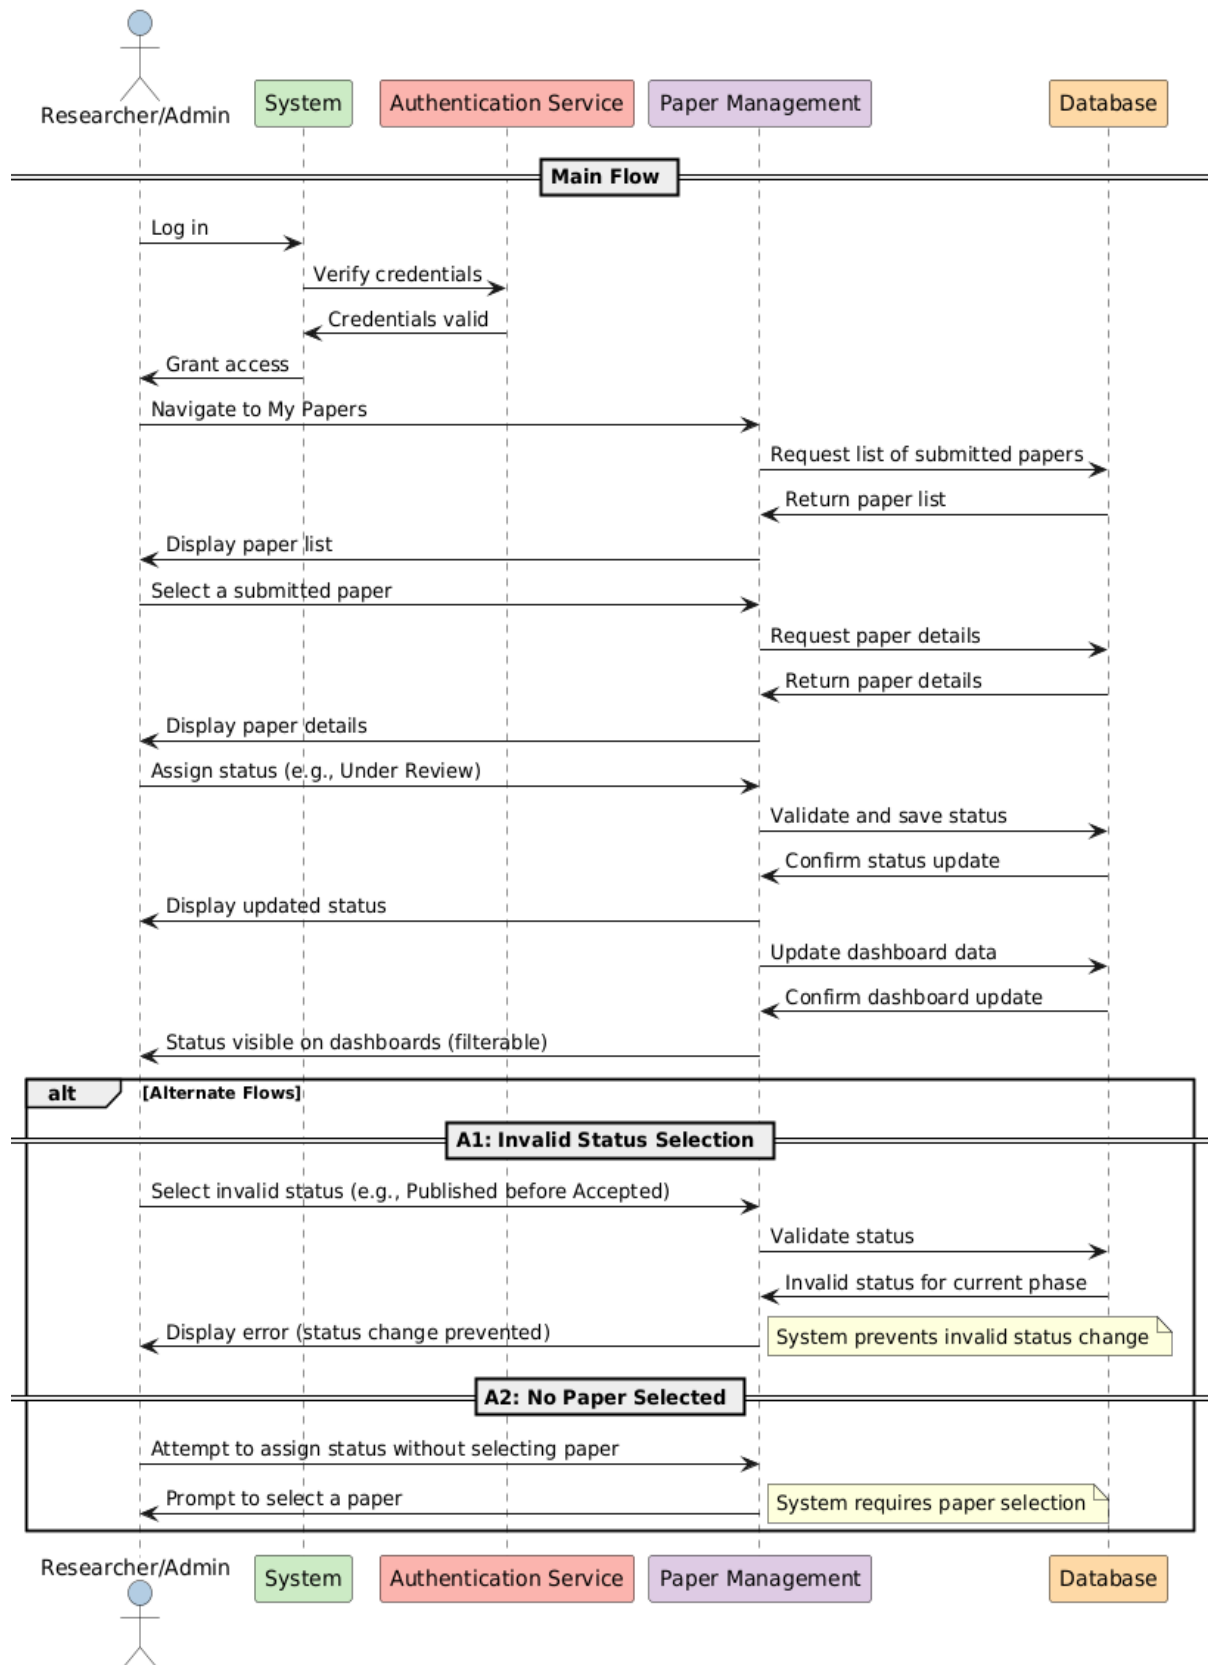 Researcher/Admin
System
Authentication Service
Paper Management
Database
Main Flow
Log in
Verify credentials
Credentials valid
Grant access
Navigate to My Papers
Request list of submitted papers
Return paper list
Display paper list
Select a submitted paper
Request paper details
Return paper details
Display paper details
Assign status (e.g., Under Review)
Validate and save status
Confirm status update
Display updated status
Update dashboard data
Confirm dashboard update
Status visible on dashboards (filterable)
alt
[Alternate Flows]
A1: Invalid Status Selection
Select invalid status (e.g., Published before Accepted)
Validate status
Invalid status for current phase
Display error (status change prevented)
System prevents invalid status change
A2: No Paper Selected
Attempt to assign status without selecting paper
Prompt to select a paper
System requires paper selection
Researcher/Admin
System
Authentication Service
Paper Management
Database